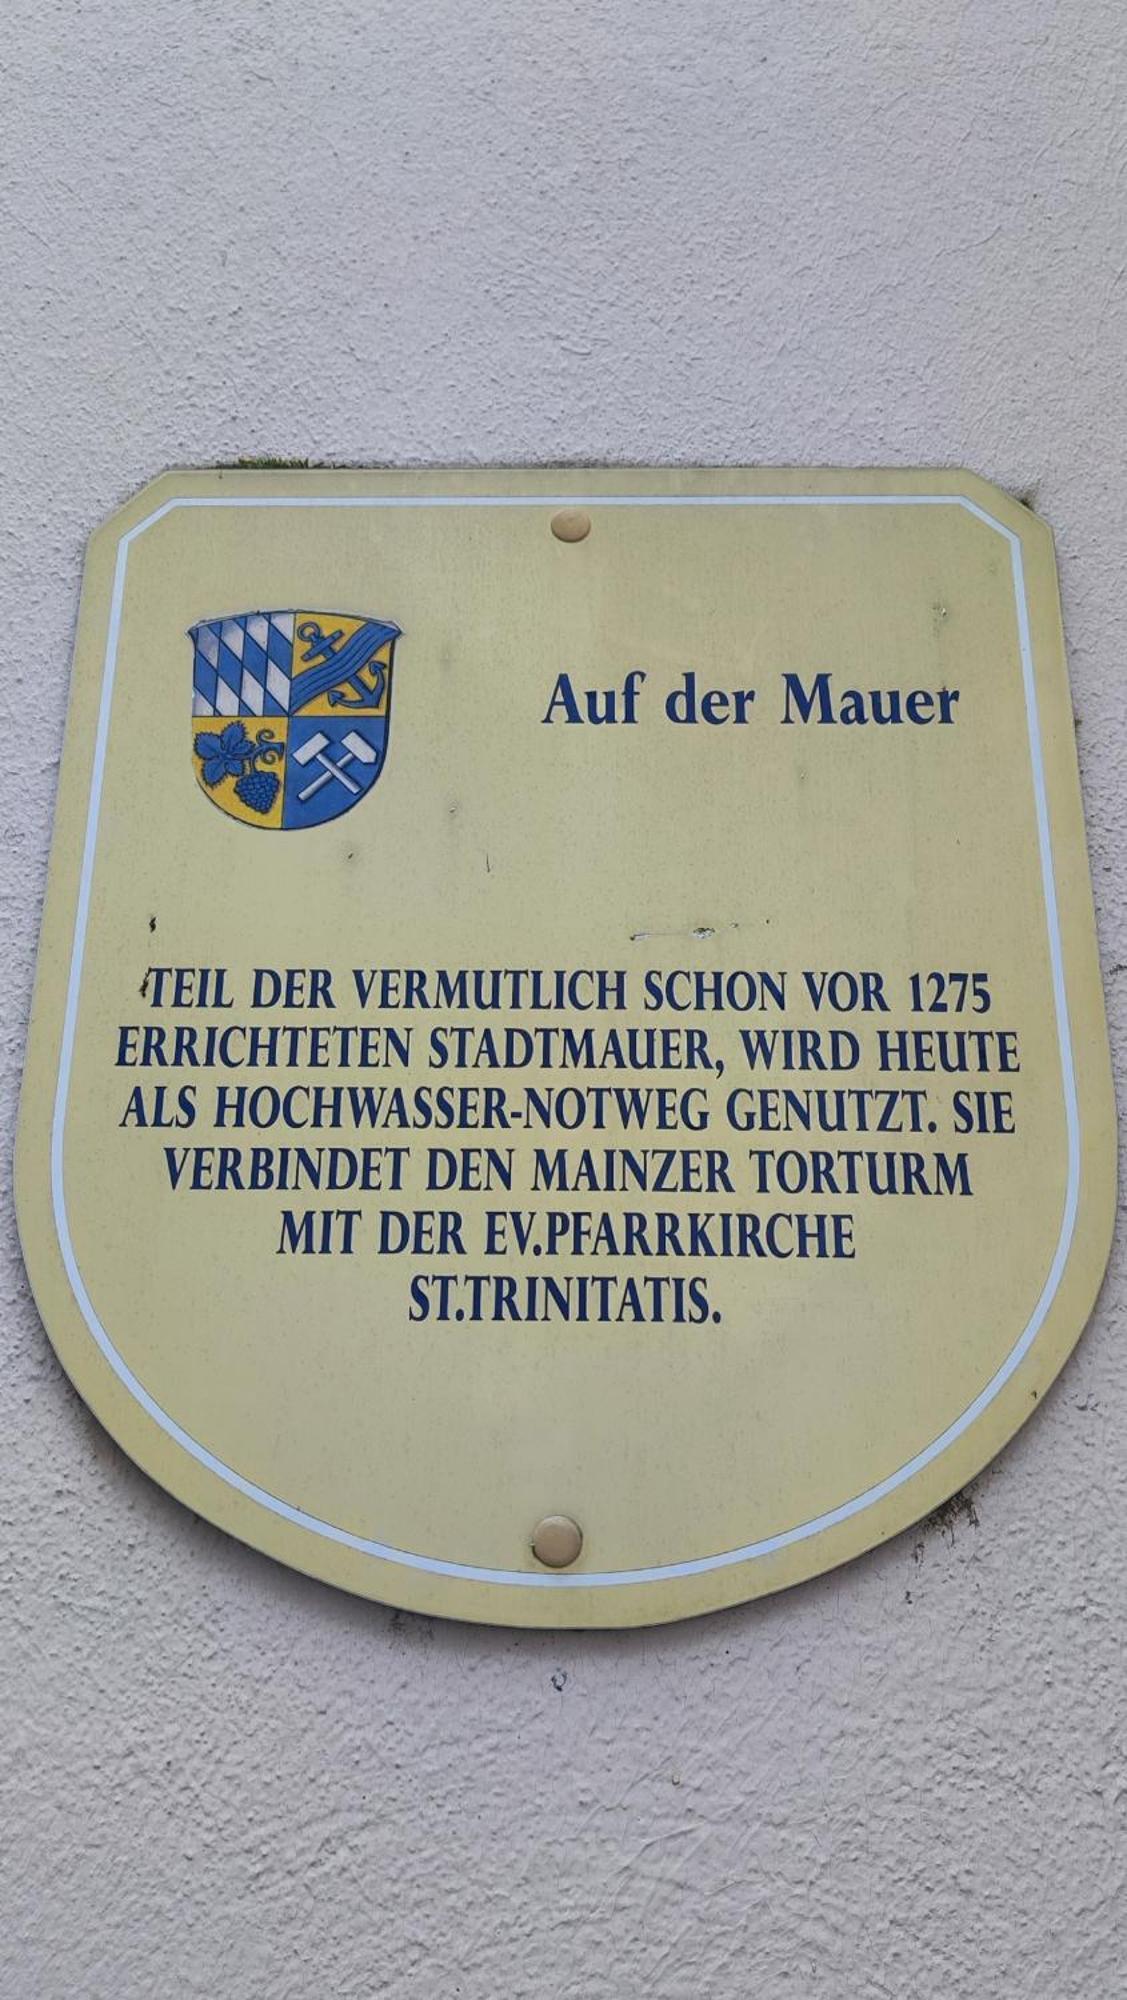 Auf der Mauer
TEIL DER VERMUTLICH SCHON VOR 1275
ERRICHTETEN STADTMAUER, WIRD HEUTE
ALS HOCHWASSER-NOTWEG GENUTZT. SIE
VERBINDET DEN MAINZER TORTURM
MIT DER EV.PFARRKIRCHE
ST.TRINITATIS.